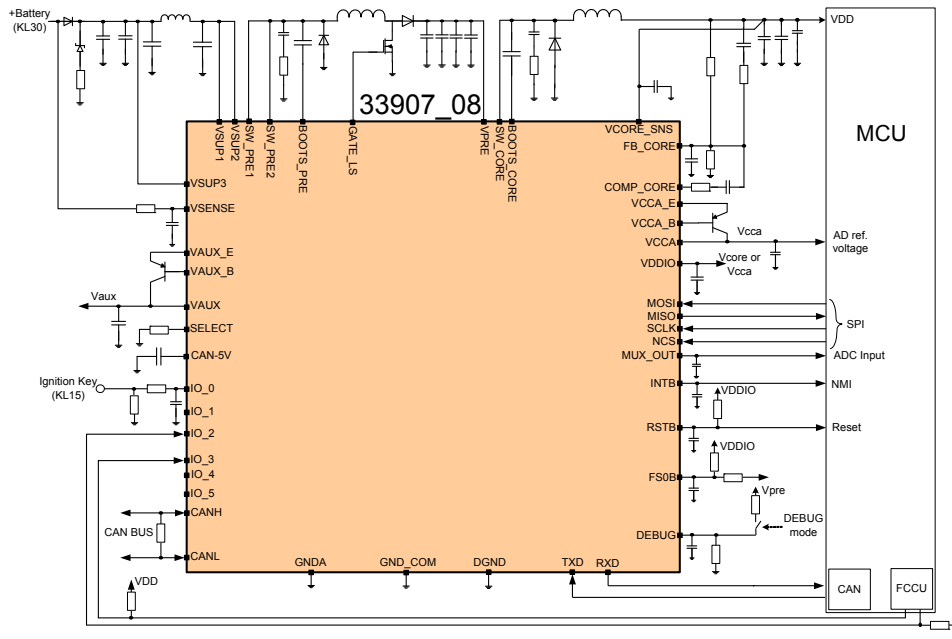 +Battery
(KL30)
VDD
33907_08
MCU
VSUP1
VSUP2
SW_PRE1
SW_PRE2
BOOTS_PRE
GATE_LS
VPRE
SW_CORE
BOOTS_CORE
VCORE_SNS
FB_CORE
COMP_CORE
VSUP3
VSENSE
VCCA_E
VCCA_B
Vcca
VCCA
AD ref.
voltage
VAUX_E
VAUX_B
VDDIO
Vcore or
Vcca
Vaux
VAUX
MOSI
MISO
SCLK
NCS
SPI
SELECT
CAN-5V
MUX_OUT
ADC Input
Ignition Key
(KL15)
IO_0
INTB
NMI
VDDIO
IO_1
IO_2
RSTB
Reset
VDDIO
IO_3
IO_4
IO_5
FS0B
Vpre
CANH
CAN BUS
CANL
DEBUG
DEBUG
mode
GNDA
GND_COM
DGND
TXD
RXD
VDD
CAN
FCCU